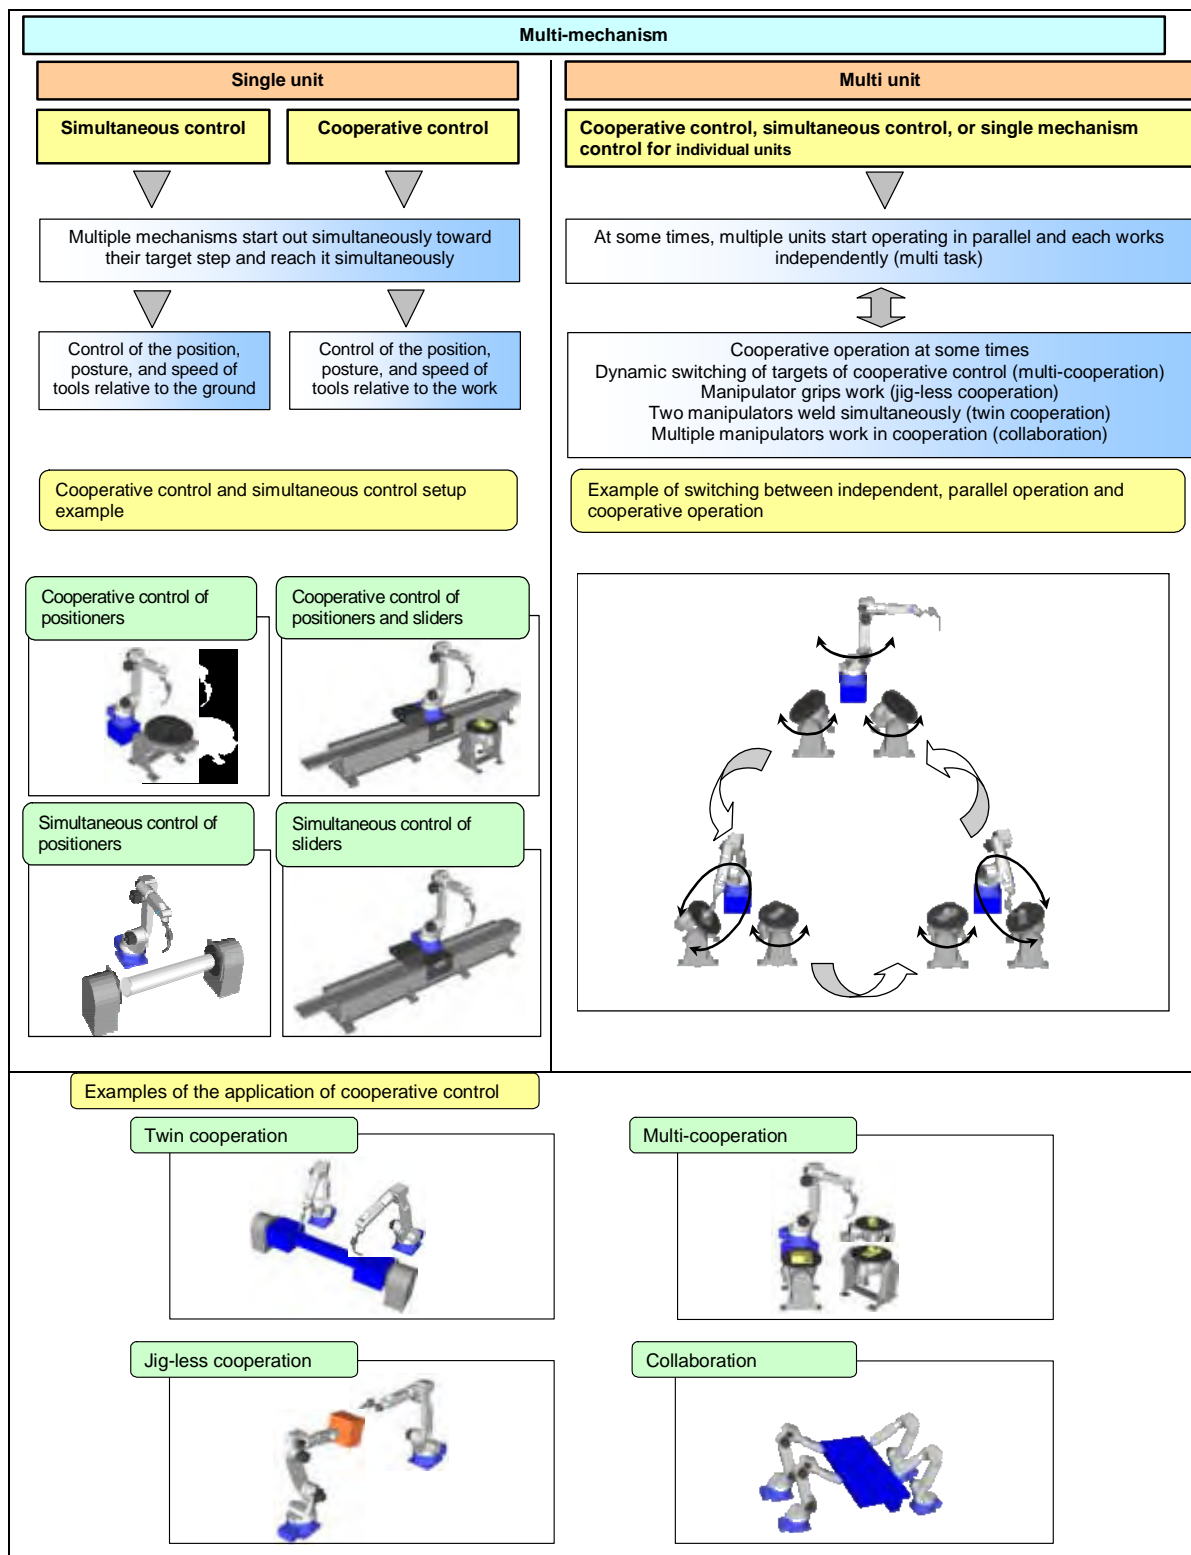 Multi-mechanism
Single unit
Simultaneous control
Cooperative control
Multiple mechanisms start out simultaneously toward
their target step and reach it simultaneously
Control of the position,
posture, and speed of
tools relative to the ground
Control of the position,
posture, and speed of
tools relative to the work
Cooperative control and simultaneous control setup
example
Cooperative control of
positioners
Cooperative control of
positioners and sliders
Simultaneous control of
positioners
Simultaneous control of
sliders
Multi unit
Cooperative control, simultaneous control, or single mechanism
control for individual units
At some times, multiple units start operating in parallel and each works
independently (multi task)
Cooperative operation at some times
Dynamic switching of targets of cooperative control (multi-cooperation)
Manipulator grips work (jig-less cooperation)
Two manipulators weld simultaneously (twin cooperation)
Multiple manipulators work in cooperation (collaboration)
Example of switching between independent, parallel operation and
cooperative operation
Examples of the application of cooperative control
Twin cooperation
Multi-cooperation
Jig-less cooperation
Collaboration